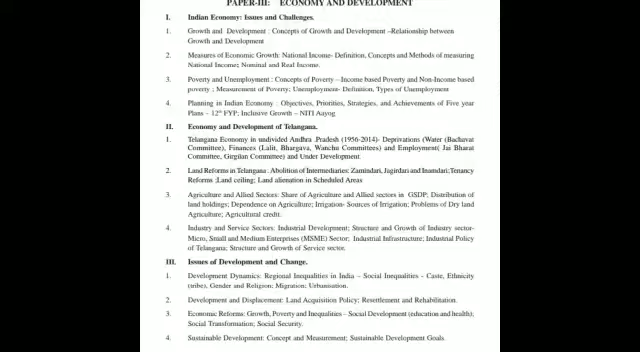 PAPER-III: ECONOMY AND DEVELOPMENT
I. Indian Economy: Issues and Challenges.
1. Growth and Development : Concepts of Growth and Development –Relationship between
Growth and Development
2. Measures of Economic Growth: National Income- Definition, Concepts and Methods of measuring
National Income; Nominal and Real Income.
3. Poverty and Unemployment : Concepts of Poverty – Income based Poverty and Non-Income based
poverty ; Measurement of Poverty; Unemployment- Definition, Types of Unemployment
4. Planning in Indian Economy : Objectives, Priorities, Strategies, and Achievements of Five year
Plans – 12th FYP; Inclusive Growth – NITI Aayog
II. Economy and Development of Telangana.
1. Telangana Economy in undivided Andhra Pradesh (1956-2014)- Deprivations (Water (Bachavat
Committee), Finances (Lalit, Bhargava, Wanchu Committees) and Employment( Jai Bharat
Committee, Girgilan Committee) and Under Development
2. Land Reforms in Telangana : Abolition of Intermediaries: Zamindari, Jagirdari and Inamdari;Tenancy
Reforms ;Land ceiling; Land alienation in Scheduled Areas
3. Agriculture and Allied Sectors: Share of Agriculture and Allied sectors in GSDP; Distribution of
land holdings; Dependence on Agriculture; Irrigation- Sources of Irrigation; Problems of Dry land
Agriculture; Agricultural credit.
4. Industry and Service Sectors: Industrial Development; Structure and Growth of Industry sector-
Micro, Small and Medium Enterprises (MSME) Sector; Industrial Infrastructure; Industrial Policy
of Telangana; Structure and Growth of Service sector.
III. Issues of Development and Change.
1. Development Dynamics: Regional Inequalities in India – Social Inequalities - Caste, Ethnicity
(tribe), Gender and Religion; Migration; Urbanisation.
2. Development and Displacement: Land Acquisition Policy; Resettlement and Rehabilitation.
3. Economic Reforms: Growth, Poverty and Inequalities – Social Development (education and health);
Social Transformation; Social Security.
4. Sustainable Development: Concept and Measurement; Sustainable Development Goals.